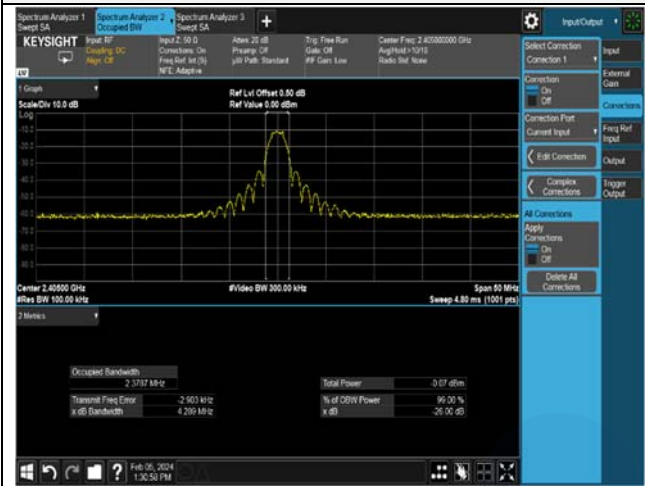 Spectrum Analyzer 1
Swept SA
Spectrum Analyzer 2
Occupied BW
Spectrum Analyzer 3
Swept SA
+
Input/Output
KEYSIGHT
Input: RF
Coupling: DC
Align: Off
Input Z: 50 Ω
Corrections: On
Freq Ref: Int (S)
NFE: Adaptive
Atten: 20 dB
Preamp: Off
µW Path: Standard
Trig: Free Run
Gate: Off
#IF Gain: Low
Center Freq: 2.405000000 GHz
Avg|Hold:>10/10
Radio Std: None
LW
1 Graph
Scale/Div 10.0 dB
Ref Lvl Offset 0.50 dB
Ref Value 0.00 dBm
Log
Center 2.40500 GHz
#Res BW 100.00 kHz
#Video BW 300.00 kHz
Span 50 MHz
Sweep 4.80 ms (1001 pts)
2 Metrics
Occupied Bandwidth
2.3787 MHz
Transmit Freq Error -2.903 kHz
x dB Bandwidth 4.289 MHz
Total Power -0.07 dBm
% of OBW Power 99.00 %
x dB -26.00 dB
Feb 05, 2024
1:30:58 PM
Select Correction
Correction 1
Correction
On
Off
Correction Port
Current Input
Edit Correction
Complex
Corrections
All Corrections
Apply
Corrections
On
Off
Delete All
Corrections
Input
External
Gain
Corrections
Freq Ref
Input
Output
Trigger
Output